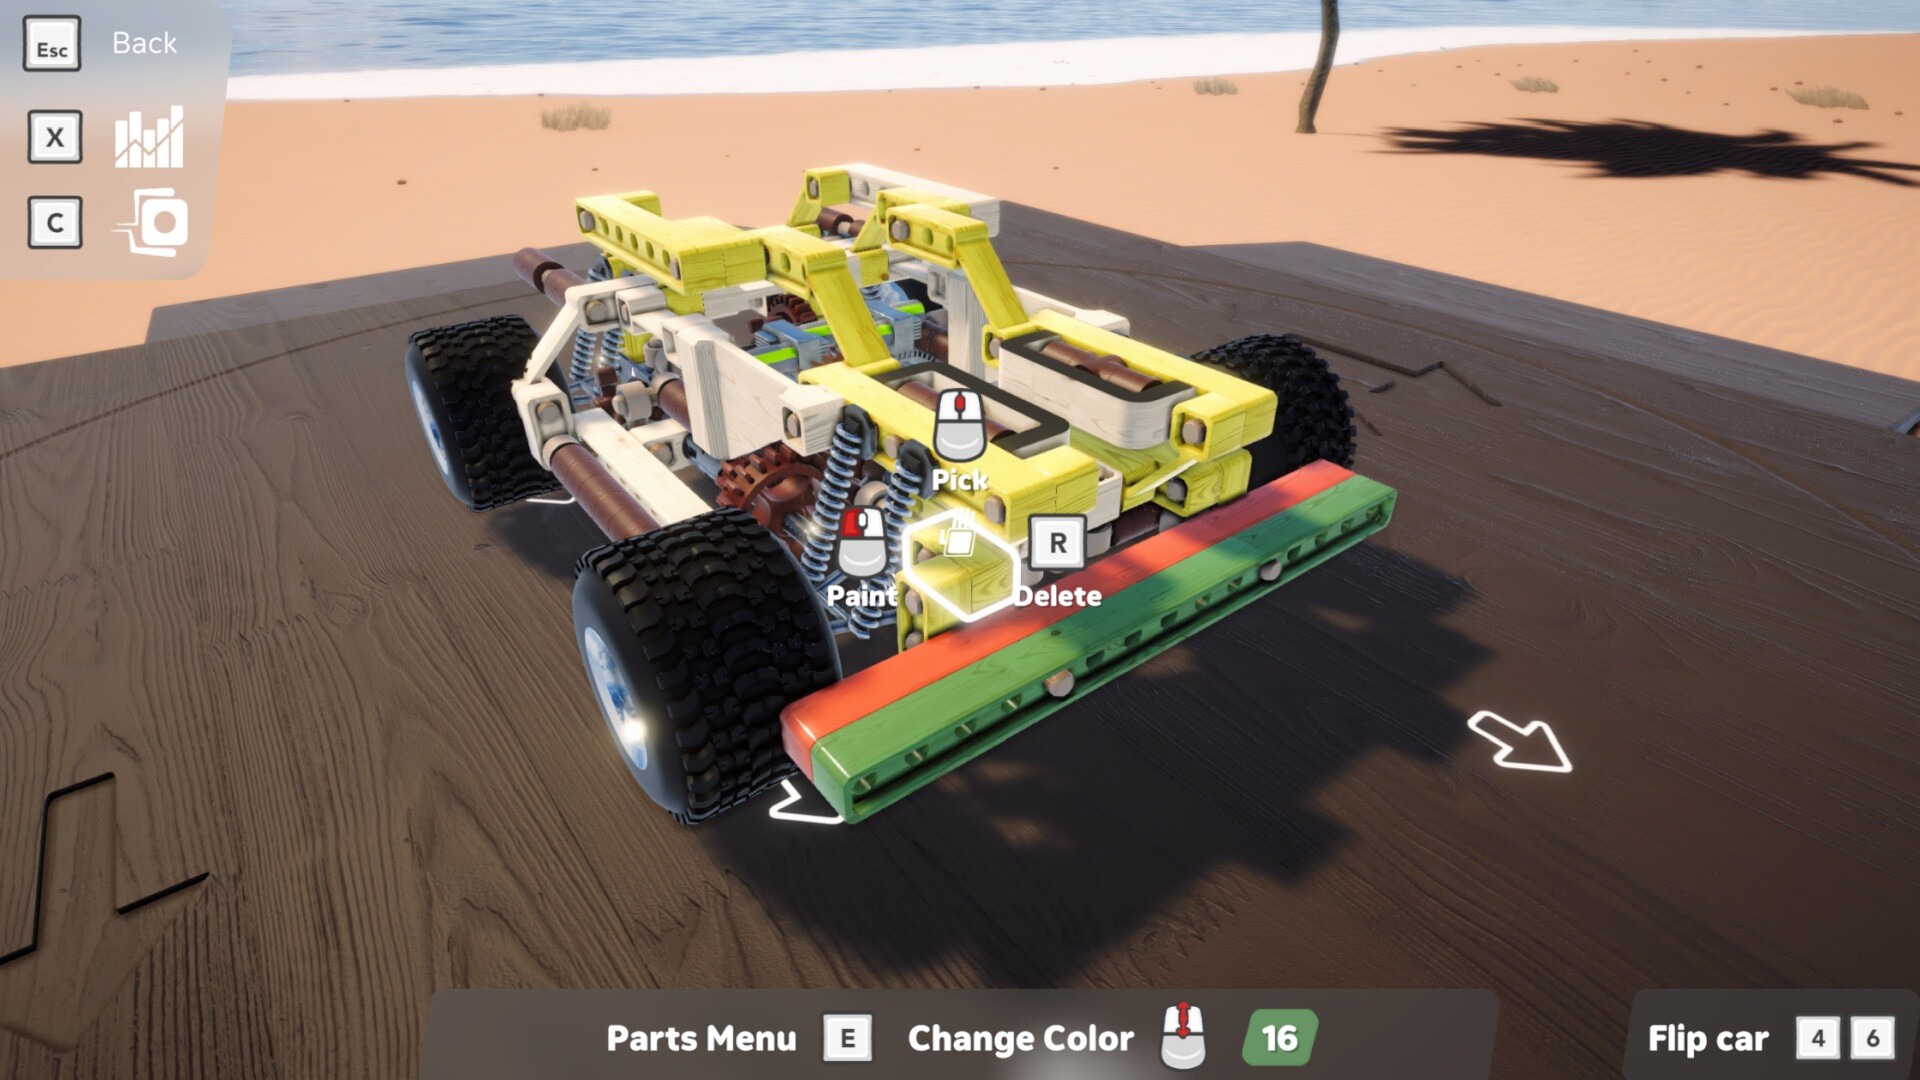 Esc Back
X
C
Pick
R
Paint Delete
Parts Menu E Change Color 16
Flip car 4 6